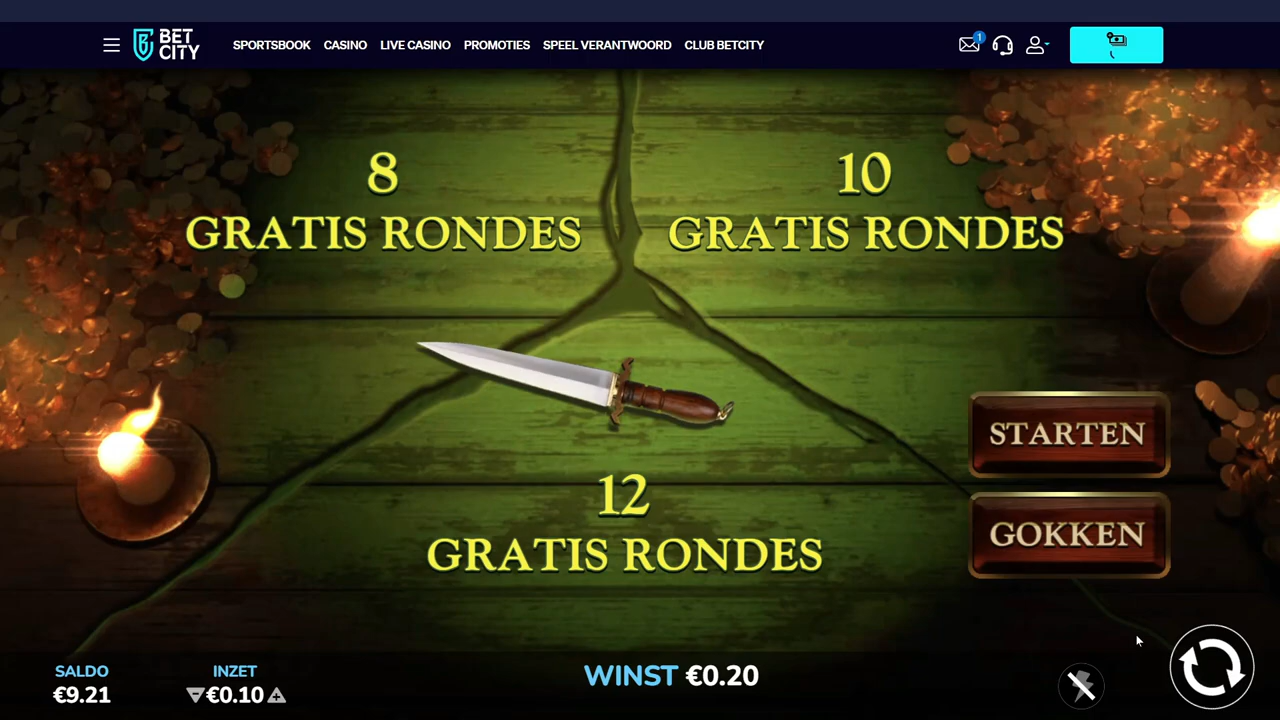 BET
CITY
SPORTSBOOK CASINO LIVE CASINO PROMOTIES SPEEL VERANTWOORD CLUB BETCITY
1
8
GRATIS RONDES
10
GRATIS RONDES
12
GRATIS RONDES
STARTEN
GOKKEN
SALDO
€9.21
INZET
€0.10
WINST €0.20